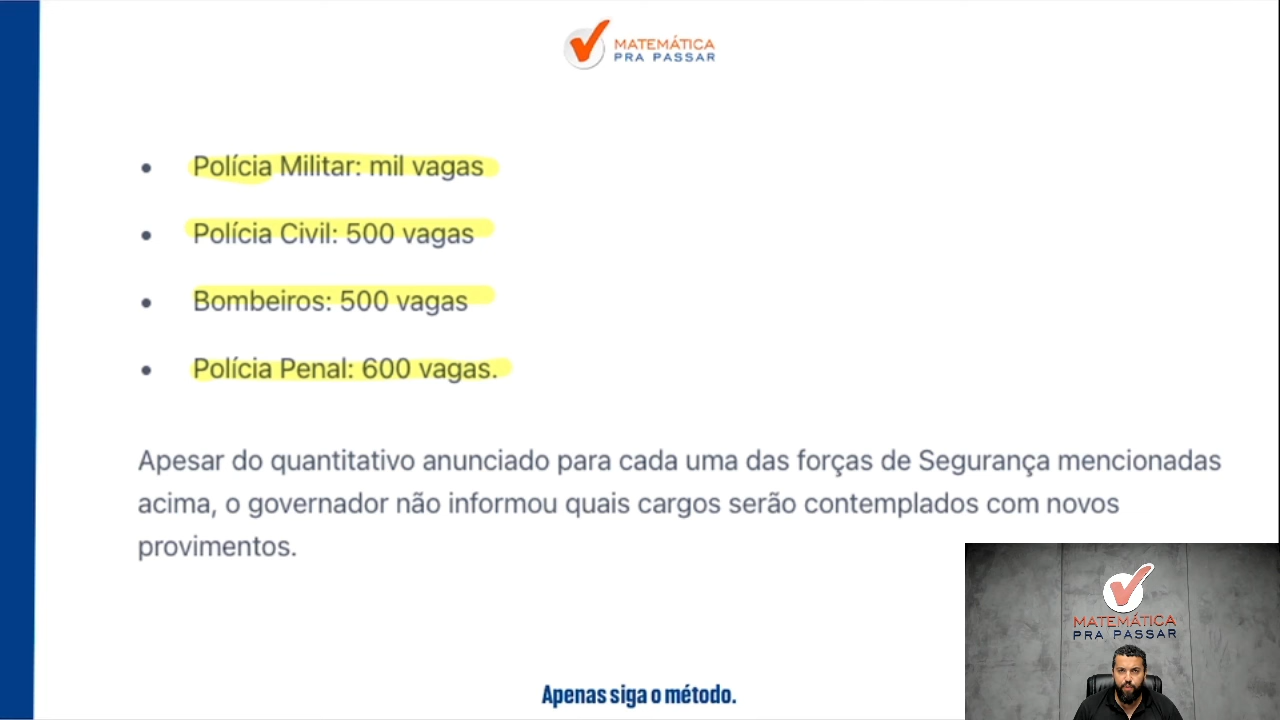 MATEMÁTICA
PRA PASSAR
• Polícia Militar: mil vagas
• Polícia Civil: 500 vagas
• Bombeiros: 500 vagas
• Polícia Penal: 600 vagas.
Apesar do quantitativo anunciado para cada uma das forças de Segurança mencionadas
acima, o governador não informou quais cargos serão contemplados com novos
provimentos.
MATEMÁTICA
PRA PASSAR
Apenas siga o método.